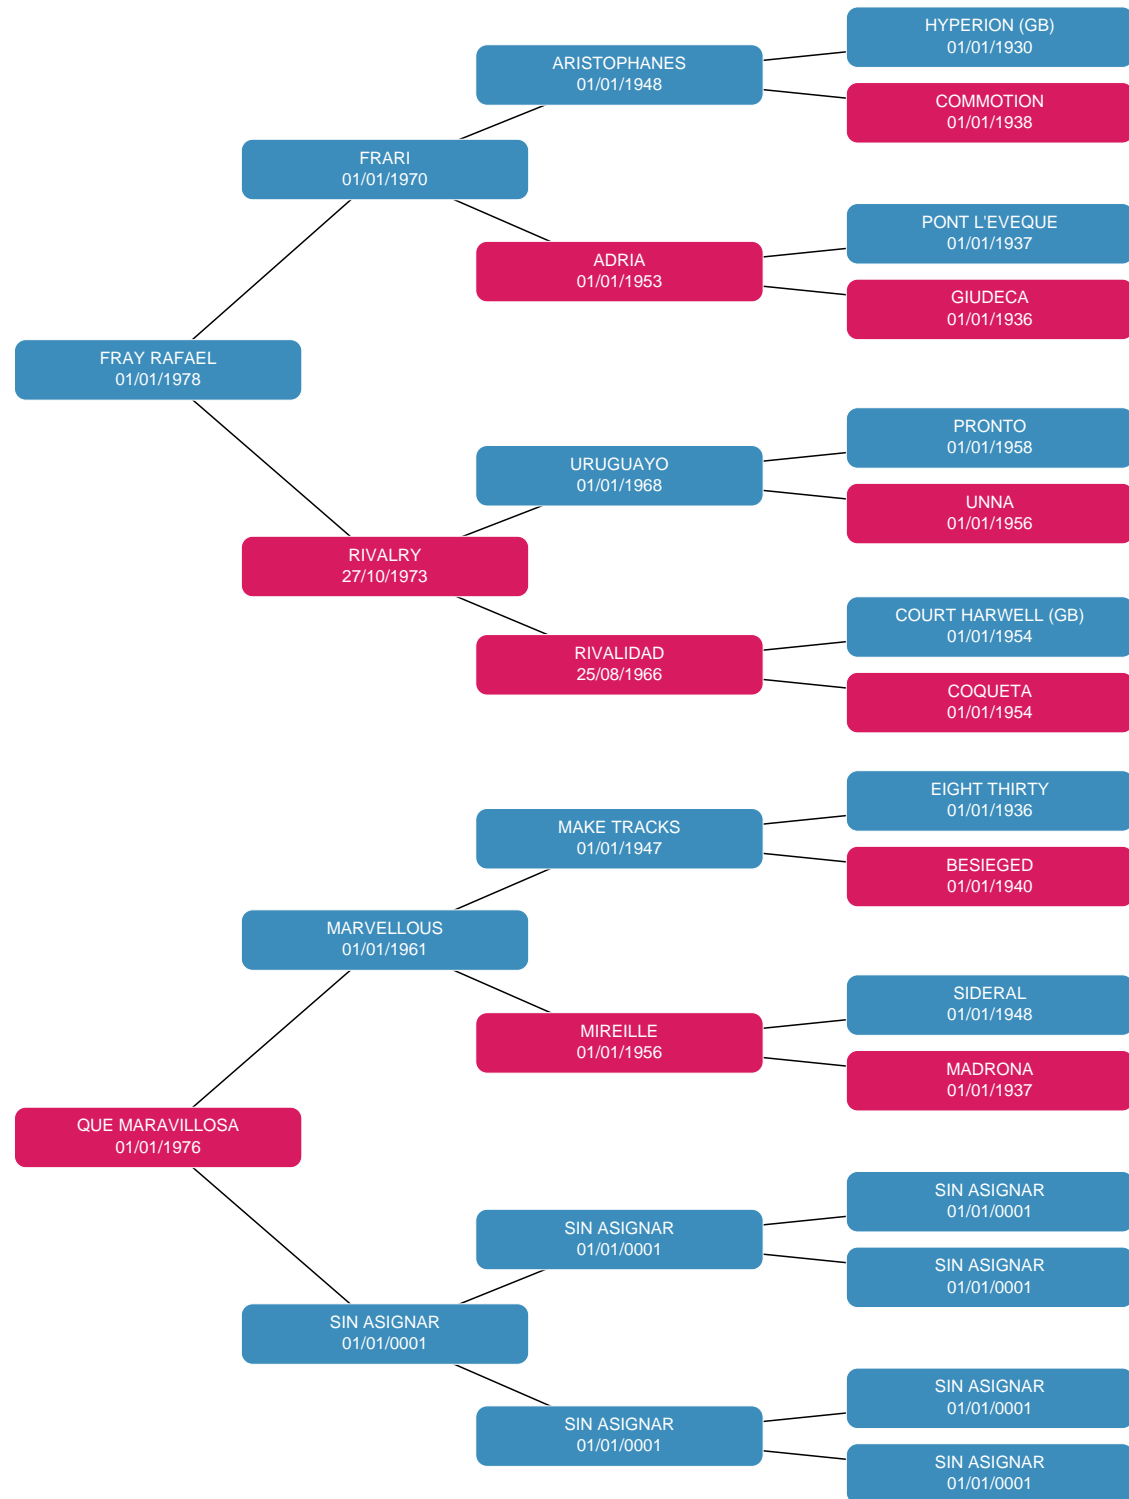 HYPERION (GB)
01/01/1930
ARISTOPHANES
01/01/1948
COMMOTION
01/01/1938
FRARI
01/01/1970
PONT L'EVEQUE
01/01/1937
ADRIA
01/01/1953
GIUDECA
01/01/1936
FRAY RAFAEL
01/01/1978
PRONTO
01/01/1958
URUGUAYO
01/01/1968
UNNA
01/01/1956
RIVALRY
27/10/1973
COURT HARWELL (GB)
01/01/1954
RIVALIDAD
25/08/1966
COQUETA
01/01/1954
EIGHT THIRTY
01/01/1936
MAKE TRACKS
01/01/1947
BESIEGED
01/01/1940
MARVELLOUS
01/01/1961
SIDERAL
01/01/1948
MIREILLE
01/01/1956
MADRONA
01/01/1937
QUE MARAVILLOSA
01/01/1976
SIN ASIGNAR
01/01/0001
SIN ASIGNAR
01/01/0001
SIN ASIGNAR
01/01/0001
SIN ASIGNAR
01/01/0001
SIN ASIGNAR
01/01/0001
SIN ASIGNAR
01/01/0001
SIN ASIGNAR
01/01/0001